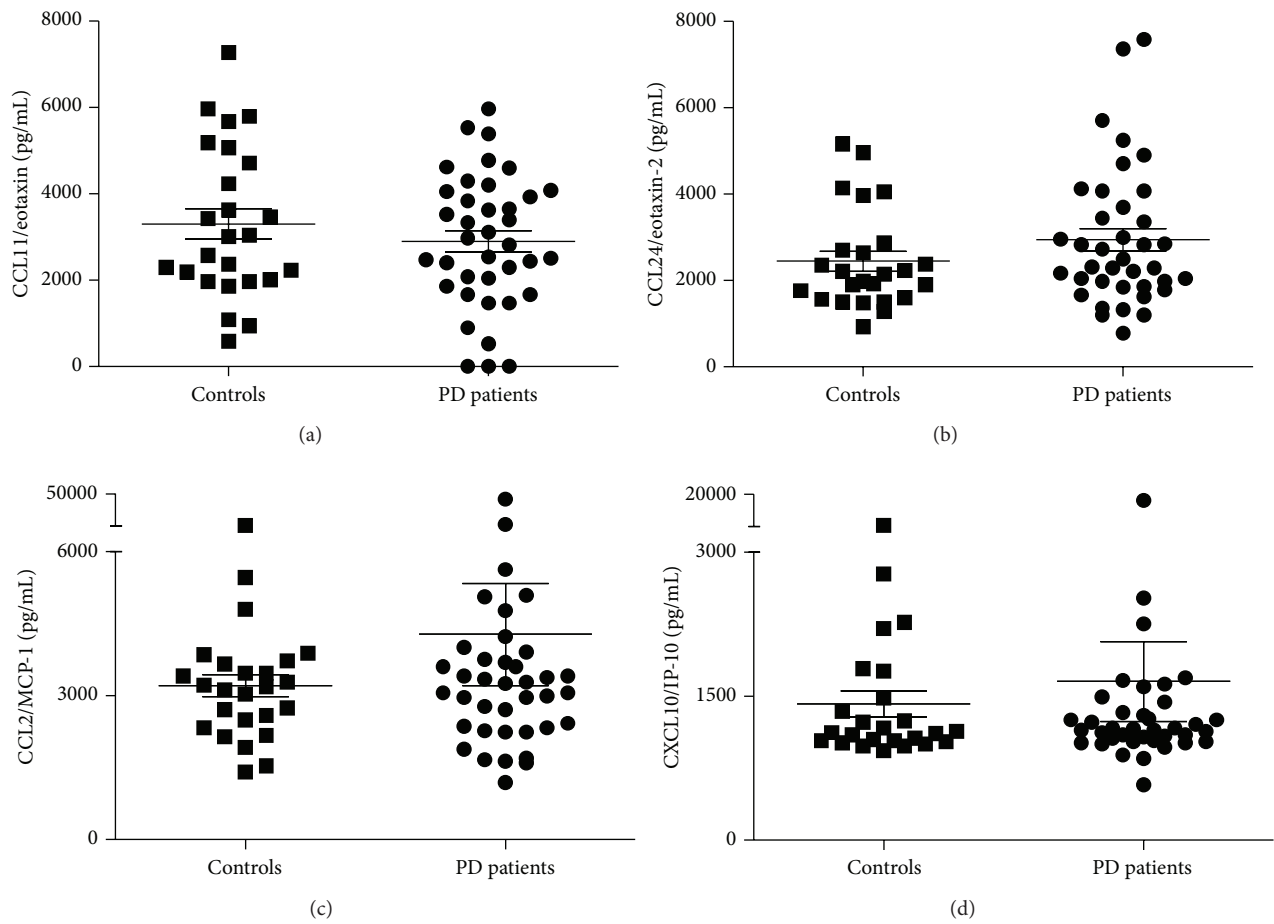 8000
6000
4000
2000
0
CCL11/eotaxin (pg/mL)
Controls
PD patients
(a)
8000
6000
4000
2000
0
CCL24/eotaxin-2 (pg/mL)
Controls
PD patients
(b)
50000
6000
3000
0
CCL2/MCP-1 (pg/mL)
Controls
PD patients
(c)
20000
3000
1500
0
CXCL10/IP-10 (pg/mL)
Controls
PD patients
(d)